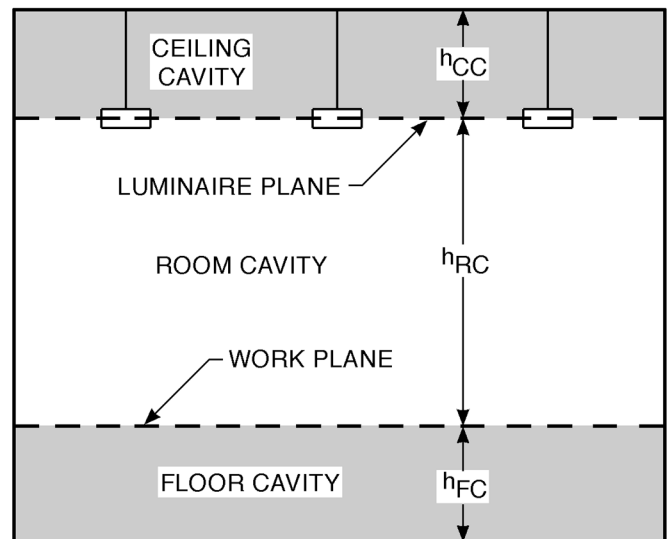 CEILING
CAVITY
hCC
LUMINAIRE PLANE
ROOM CAVITY
hRC
WORK PLANE
FLOOR CAVITY
hFC